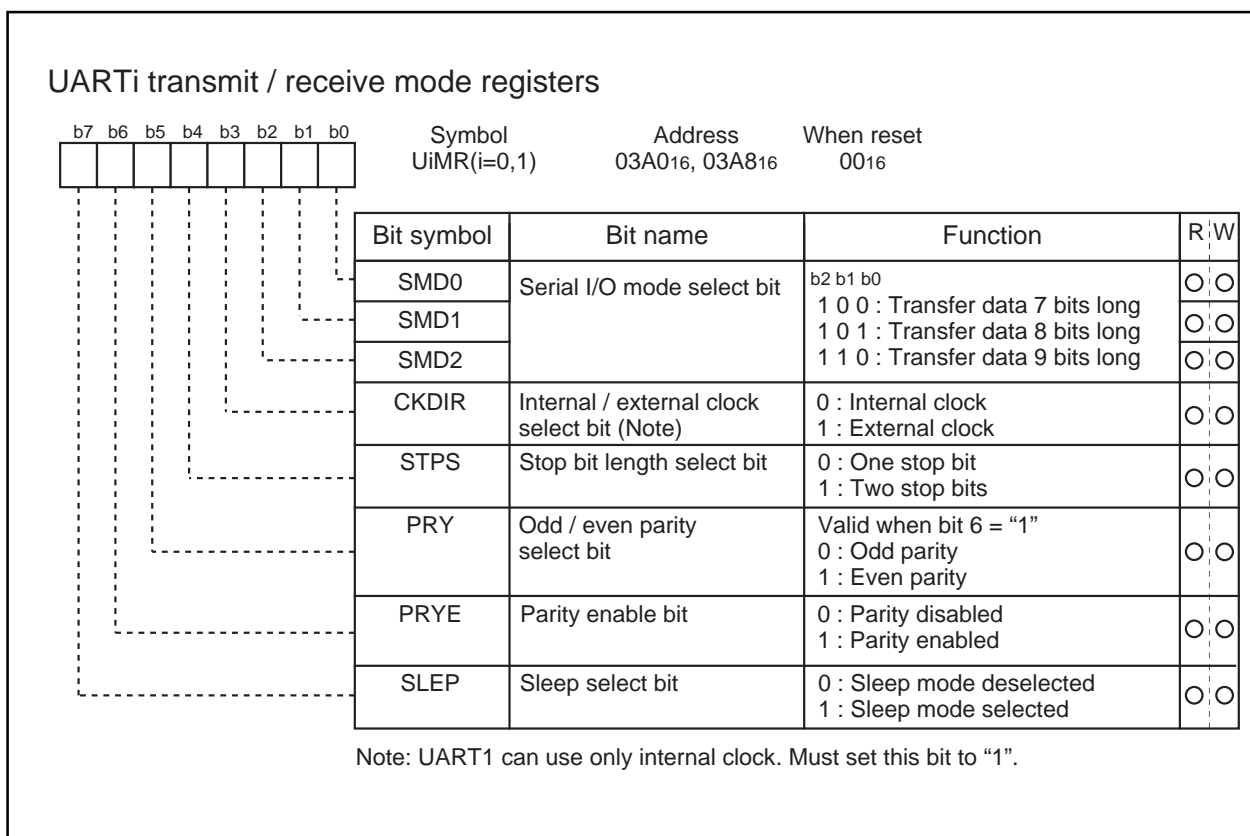 UARTi transmit / receive mode registers
b7 b6 b5 b4 b3 b2 b1 b0
Symbol Address When reset
UiMR(i=0,1) 03A016, 03A816 0016
Bit symbol Bit name Function R W
SMD0 Serial I/O mode select bit b2 b1 b0
1 0 0 : Transfer data 7 bits long
SMD1 1 0 1 : Transfer data 8 bits long
SMD2 1 1 0 : Transfer data 9 bits long
CKDIR Internal / external clock 0 : Internal clock
select bit (Note) 1 : External clock
STPS Stop bit length select bit 0 : One stop bit
1 : Two stop bits
PRY Odd / even parity Valid when bit 6 = “1”
select bit 0 : Odd parity
1 : Even parity
PRYE Parity enable bit 0 : Parity disabled
1 : Parity enabled
SLEP Sleep select bit 0 : Sleep mode deselected
1 : Sleep mode selected
Note: UART1 can use only internal clock. Must set this bit to “1”.